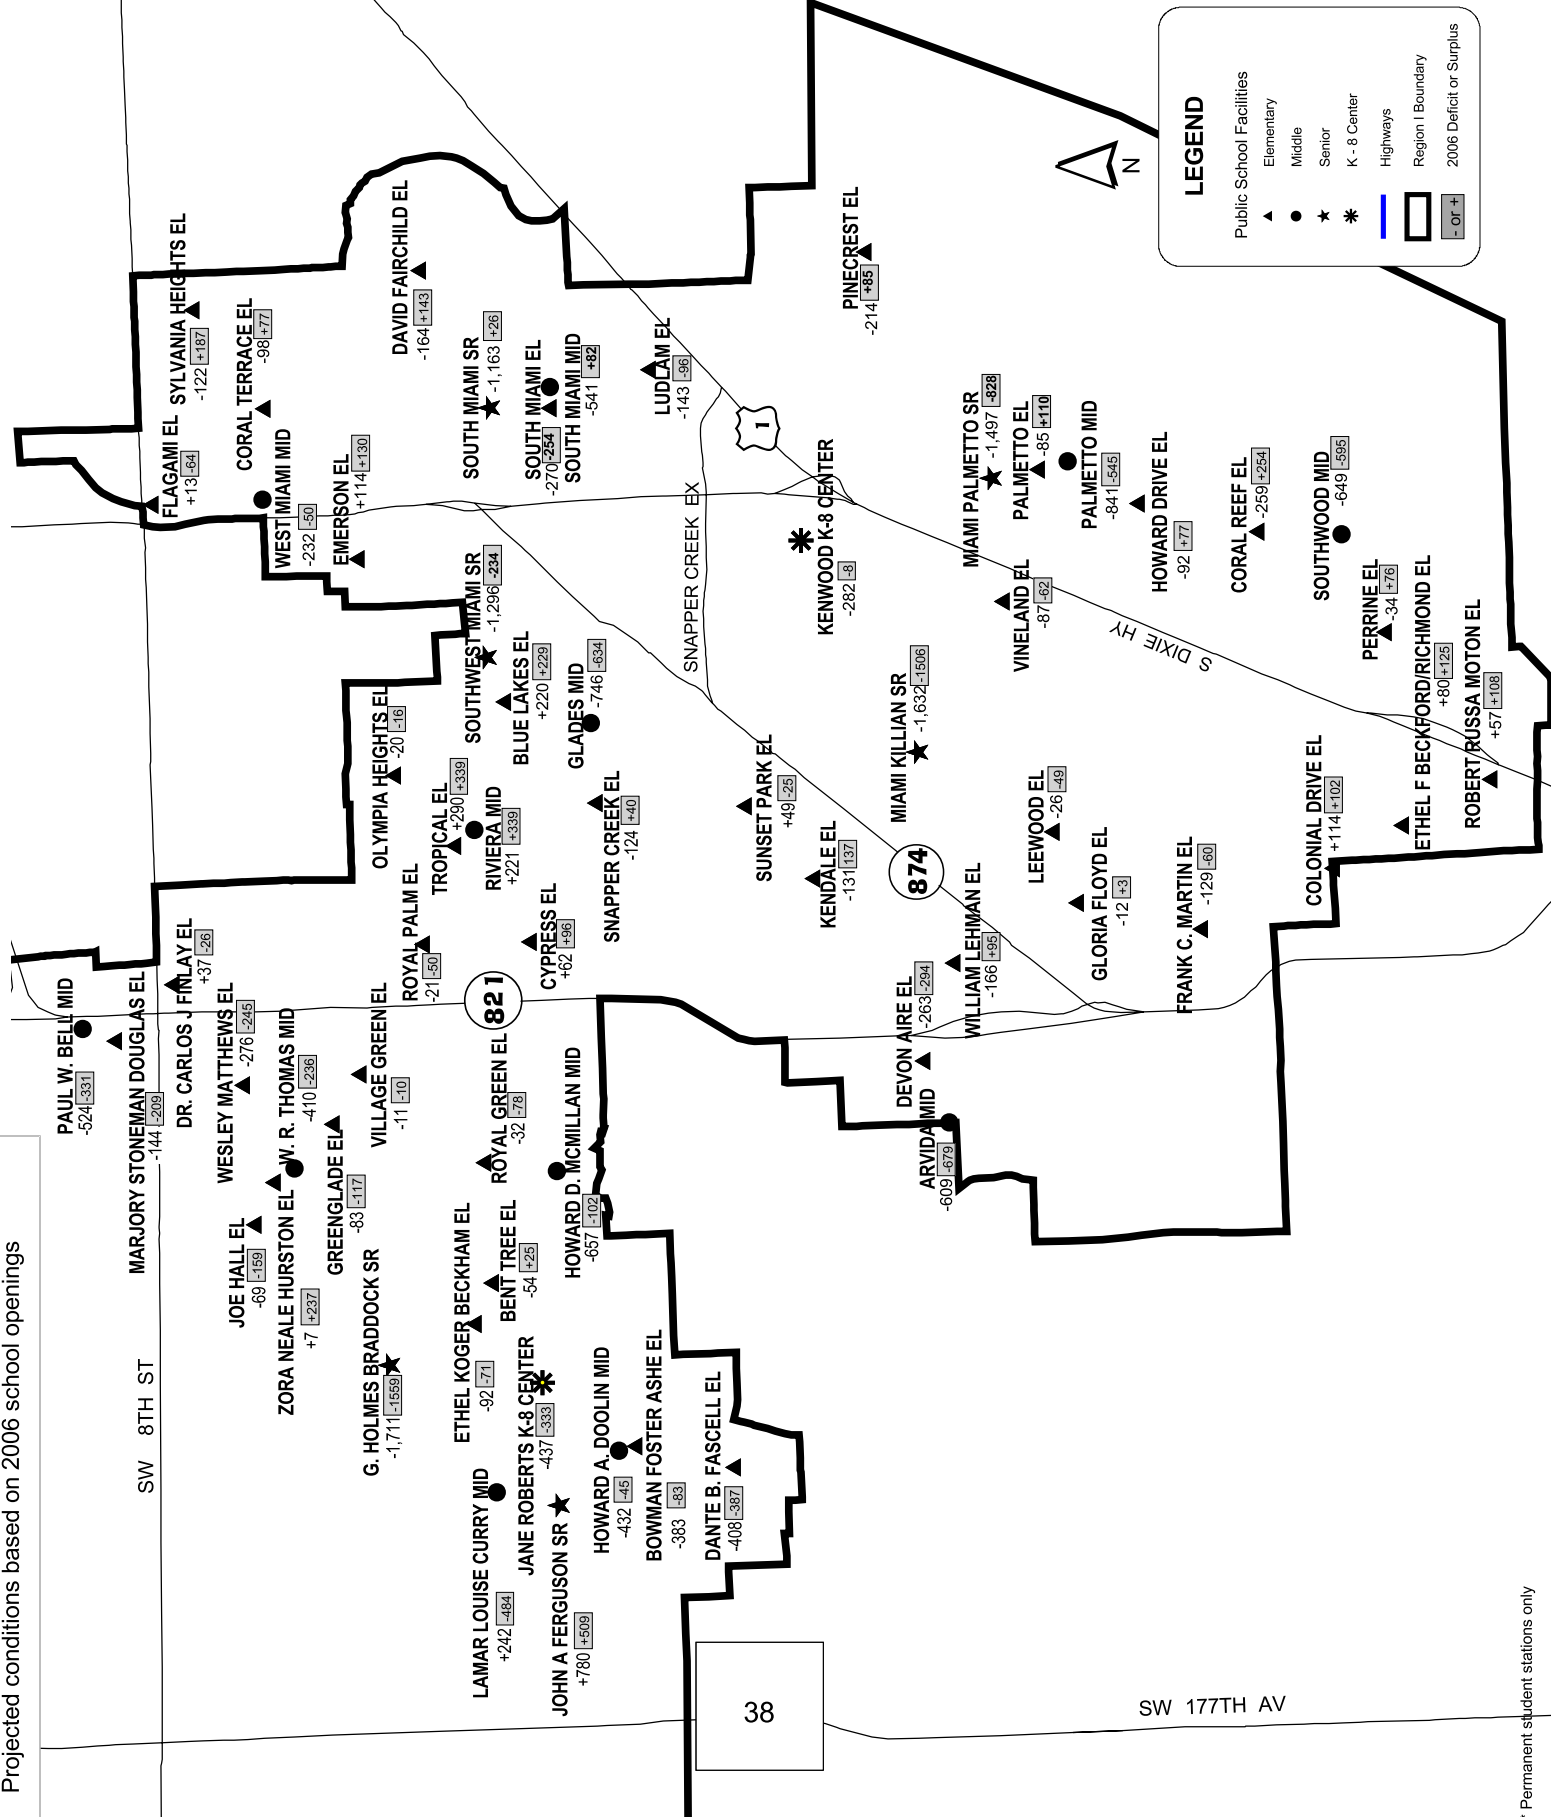 Projected conditions based on 2006 school openings
PAUL W. BELL MID
-524 -331
MARJORY STONEMAN DOUGLAS EL
-144 -209
SW 8TH ST
DR. CARLOS J FINLAY EL
+37 -26
WESLEY MATTHEWS EL
-276 -245
JOE HALL EL
-69 -159
W. R. THOMAS MID
-410 -236
ZORA NEALE HURSTON EL
+7 +237
GREENGLADE EL
-83 -117
VILLAGE GREEN EL
-11 -10
G. HOLMES BRADDOCK SR
-1,711 -1559
ROYAL PALM EL
-21 -50
821
ROYAL GREEN EL
-32 -78
ETHEL KOGER BECKHAM EL
-92 -71
BENT TREE EL
-54 +25
HOWARD D. MCMILLAN MID
-657 -102
LAMAR LOUISE CURRY MID
+242 -484
JANE ROBERTS K-8 CENTER
-437 -333
JOHN A FERGUSON SR
+780 +509
HOWARD A. DOOLIN MID
-432 -45
BOWMAN FOSTER ASHE EL
-383 -83
DANTE B. FASCELL EL
-408 -387
38
SW 177TH AV
FLAGAMI EL
+13 -64
SYLVANIA HEIGHTS EL
-122 +187
CORAL TERRACE EL
-98 +77
WEST MIAMI MID
-232 -50
EMERSON EL
+114 +130
DAVID FAIRCHILD EL
-164 +143
SOUTH MIAMI SR
-1,163 +26
SOUTH MIAMI EL
-270 -254
SOUTH MIAMI MID
-541 +82
LUDLAM EL
-143 -96
1
SOUTHWEST MIAMI SR
-1,296 -234
OLYMPIA HEIGHTS EL
-20 -16
BLUE LAKES EL
+220 +229
GLADES MID
-746 -634
TROPICAL EL
+290 +339
RIVIERA MID
+221 +339
CYPRESS EL
+62 +96
SNAPPER CREEK EL
-124 +40
SNAPPER CREEK EX
SUNSET PARK EL
+49 -25
KENDALE EL
-131 137
KENWOOD K-8 CENTER
-282 -8
PINECREST EL
-214 +85
MIAMI KILLIAN SR
-1,632 -1506
874
MIAMI PALMETTO SR
-1,497 -828
PALMETTO EL
-85 +110
PALMETTO MID
-841 -545
VINELAND EL
-87 -62
HOWARD DRIVE EL
-92 +77
S DIXIE HY
CORAL REEF EL
-259 +254
SOUTHWOOD MID
-649 -595
PERRINE EL
-34 +76
ETHEL F BECKFORD/RICHMOND EL
+80 +125
ROBERT RUSSA MOTON EL
+57 +108
COLONIAL DRIVE EL
+114 +102
LEEWOOD EL
-26 -49
GLORIA FLOYD EL
-12 +3
FRANK C. MARTIN EL
-129 -60
WILLIAM LEHMAN EL
-166 +95
DEVON AIRE EL
-263 -294
ARVIDA MID
-609 -679
N
LEGEND
Public School Facilities
Elementary
Middle
Senior
K - 8 Center
Highways
Region I Boundary
- or + 2006 Deficit or Surplus
* Permanent student stations only